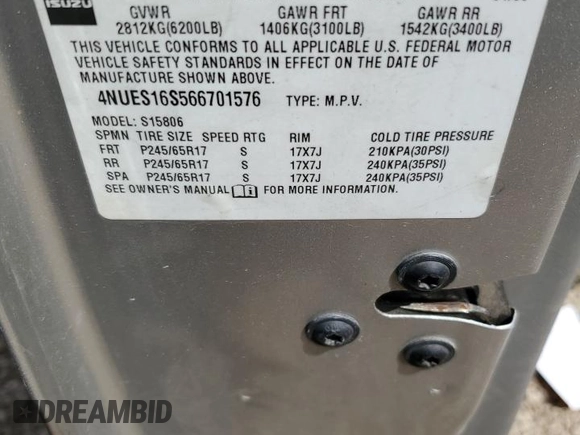 ISUZU
GVWR GAWR FRT GAWR RR
2812KG(6200LB) 1406KG(3100LB) 1542KG(3400LB)
THIS VEHICLE CONFORMS TO ALL APPLICABLE U.S. FEDERAL MOTOR
VEHICLE SAFETY STANDARDS IN EFFECT ON THE DATE OF
MANUFACTURE SHOWN ABOVE.
4NUES16S566701576 TYPE: M.P.V.
MODEL: S15806
SPMN TIRE SIZE SPEED RTG RIM COLD TIRE PRESSURE
FRT P245/65R17 S 17X7J 210KPA(30PSI)
RR P245/65R17 S 17X7J 240KPA(35PSI)
SPA P245/65R17 S 17X7J 240KPA(35PSI)
SEE OWNER'S MANUAL FOR MORE INFORMATION.
DREAMBID